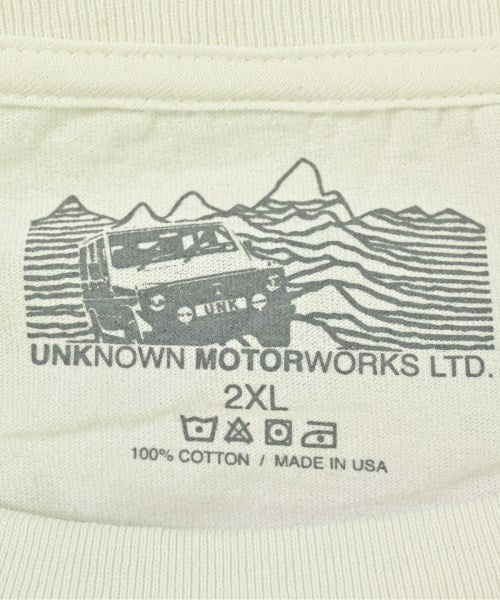 UNK
UNKNOWN MOTORWORKS LTD.
2XL
100% COTTON / MADE IN USA